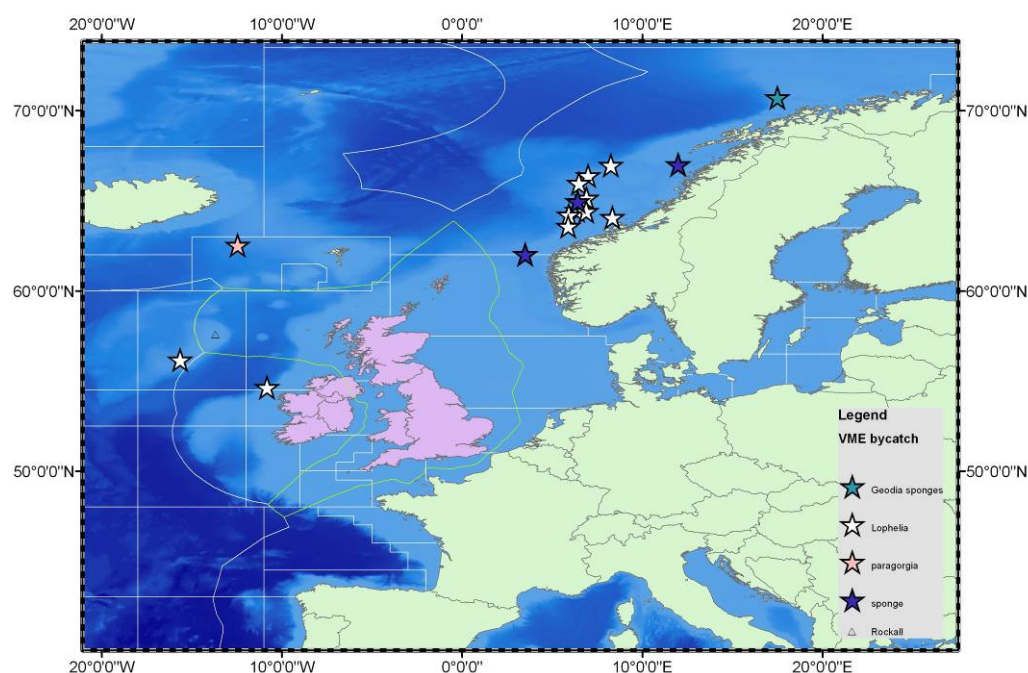 20°0'0"W 10°0'0"W 0°0'0" 10°0'0"E 20°0'0"E
70°0'0"N 70°0'0"N
60°0'0"N 60°0'0"N
Legend
VME bycatch
50°0'0"N 50°0'0"N
Geodia sponges
Lophelia
paragorgia
sponge
Rockall
20°0'0"W 10°0'0"W 0°0'0" 10°0'0"E 20°0'0"E